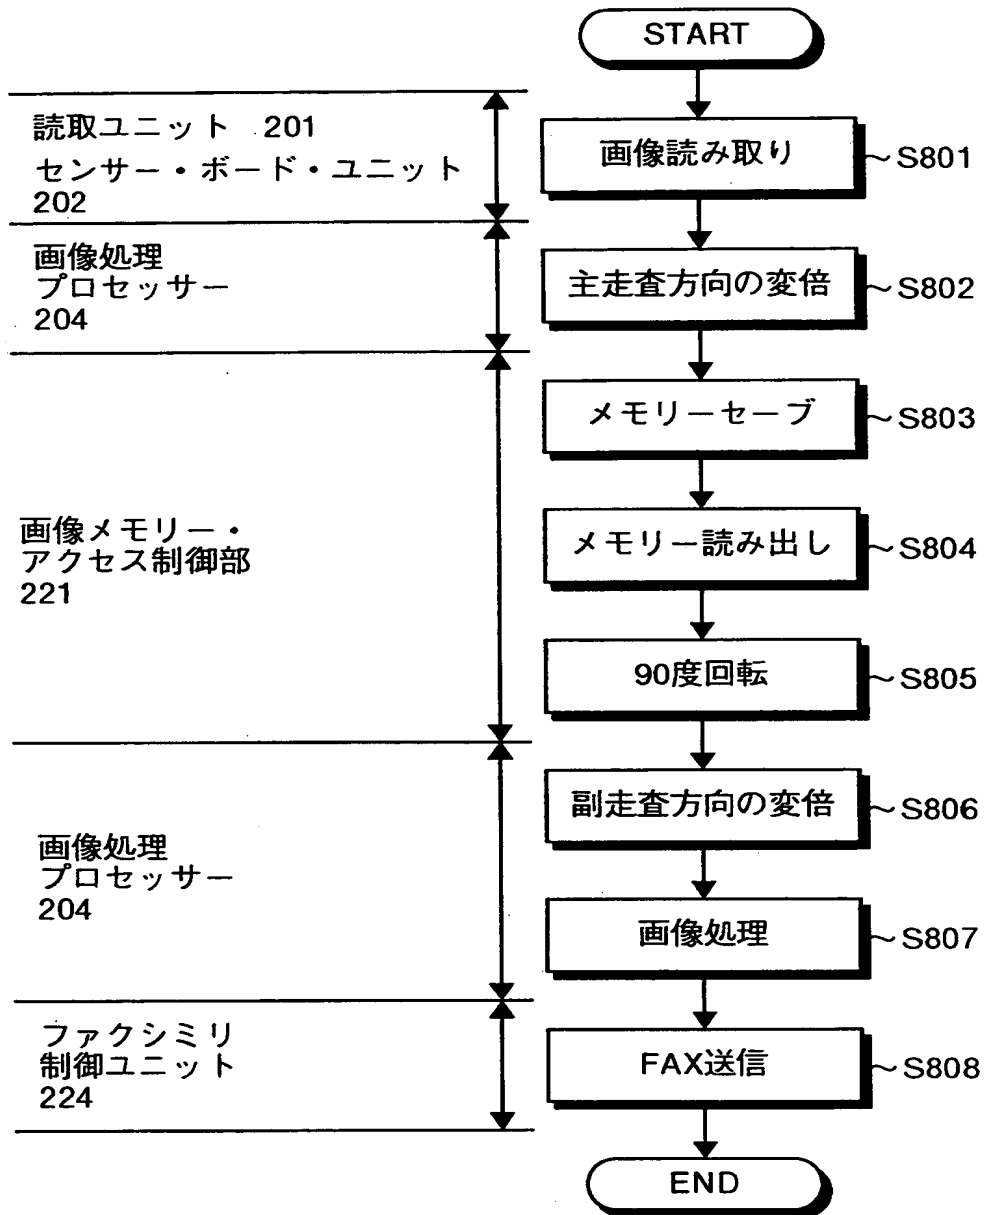 START
読取ユニット 201
センサー・ボード・ユニット
202
画像読み取り
S801
画像処理
プロセッサー
204
主走査方向の変倍
S802
画像メモリー・
アクセス制御部
221
メモリーセーブ
S803
メモリー読み出し
S804
90度回転
S805
画像処理
プロセッサー
204
副走査方向の変倍
S806
画像処理
S807
ファクシミリ
制御ユニット
224
FAX送信
S808
END